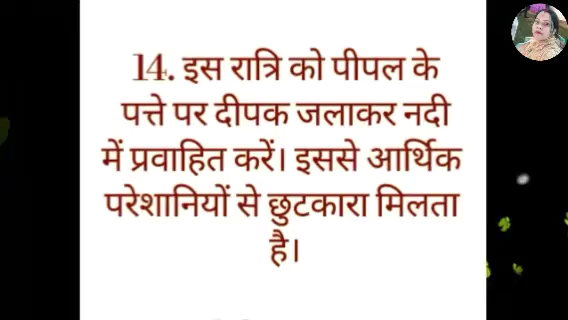 14. इस रात्रि को पीपल के
पत्ते पर दीपक जलाकर नदी
में प्रवाहित करें। इससे आर्थिक
परेशानियों से छुटकारा मिलता
है।